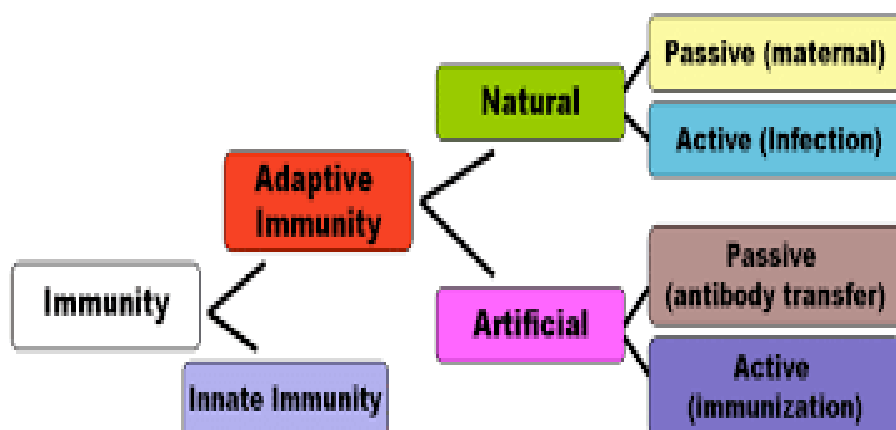 Passive (maternal)
Natural
Active (Infection)
Adaptive
Immunity
Passive
(antibody transfer)
Immunity
Artificial
Active
(immunization)
Innate Immunity